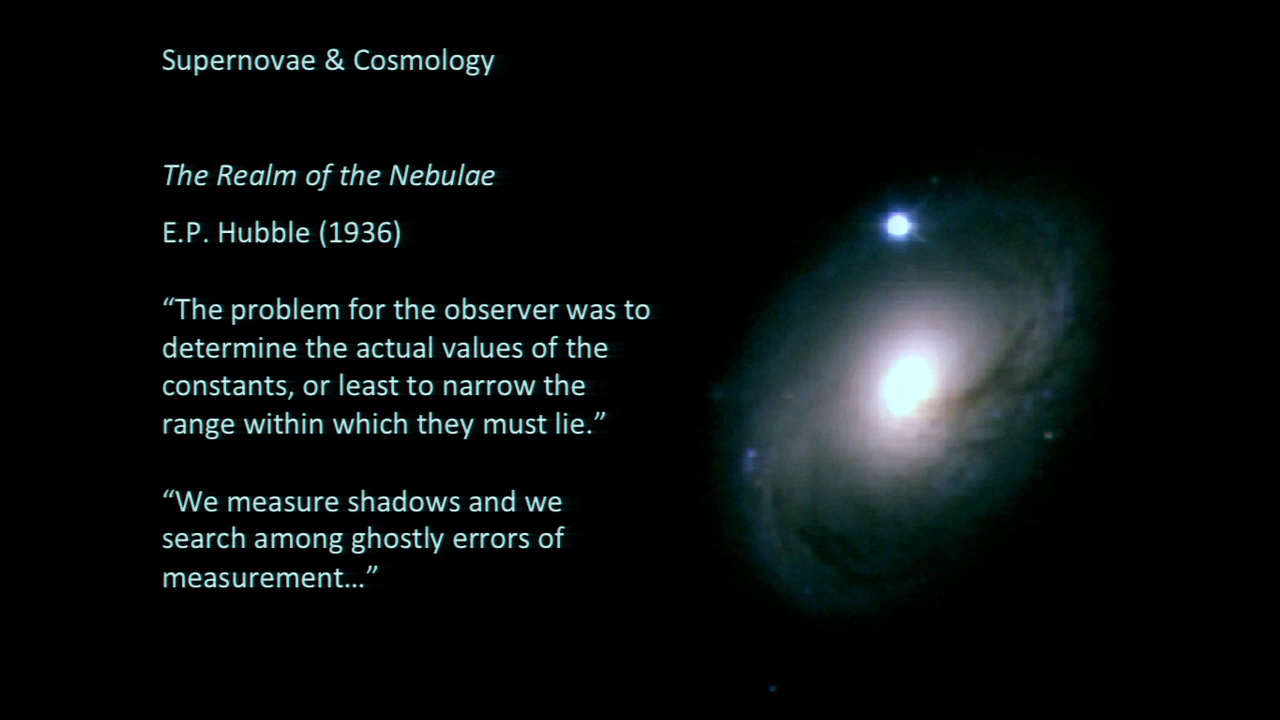 Supernovae & Cosmology
The Realm of the Nebulae
E.P. Hubble (1936)
“The problem for the observer was to
determine the actual values of the
constants, or least to narrow the
range within which they must lie.”
“We measure shadows and we
search among ghostly errors of
measurement…”